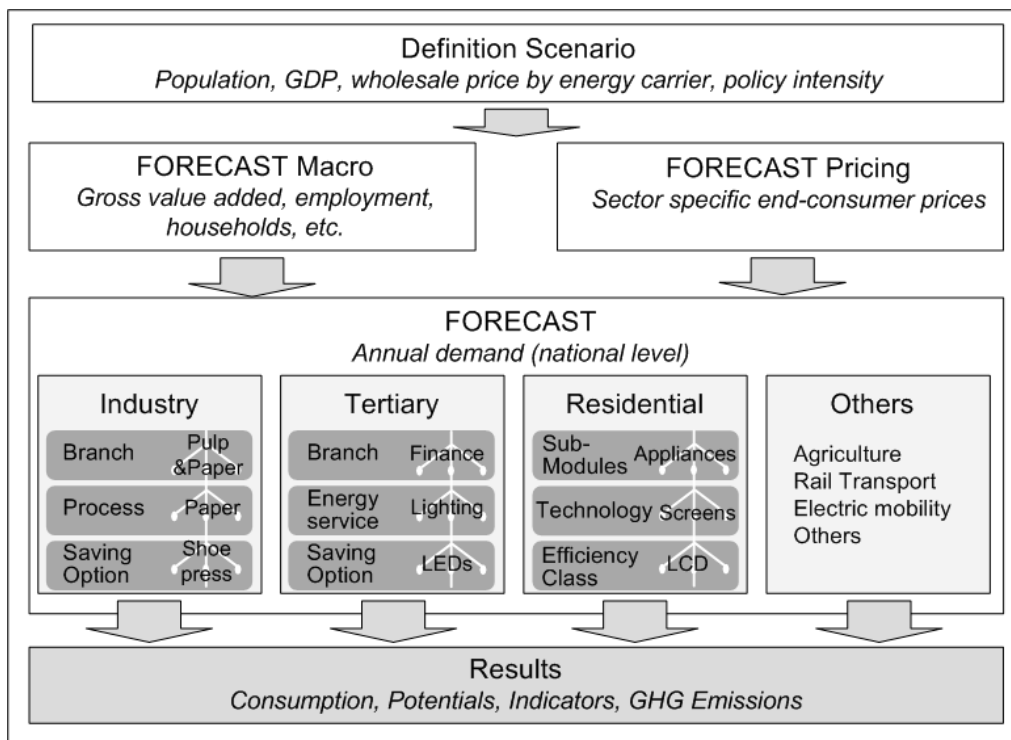 Definition Scenario
Population, GDP, wholesale price by energy carrier, policy intensity
FORECAST Macro
Gross value added, employment,
households, etc.
FORECAST Pricing
Sector specific end-consumer prices
FORECAST
Annual demand (national level)
Industry
Branch
Pulp
&Paper
Process
Paper
Saving
Option
Shoe
press
Tertiary
Branch
Finance
Energy
service
Lighting
Saving
Option
LEDs
Residential
Sub-
Modules
Appliances
Technology
Screens
Efficiency
Class
LCD
Others
Agriculture
Rail Transport
Electric mobility
Others
Results
Consumption, Potentials, Indicators, GHG Emissions